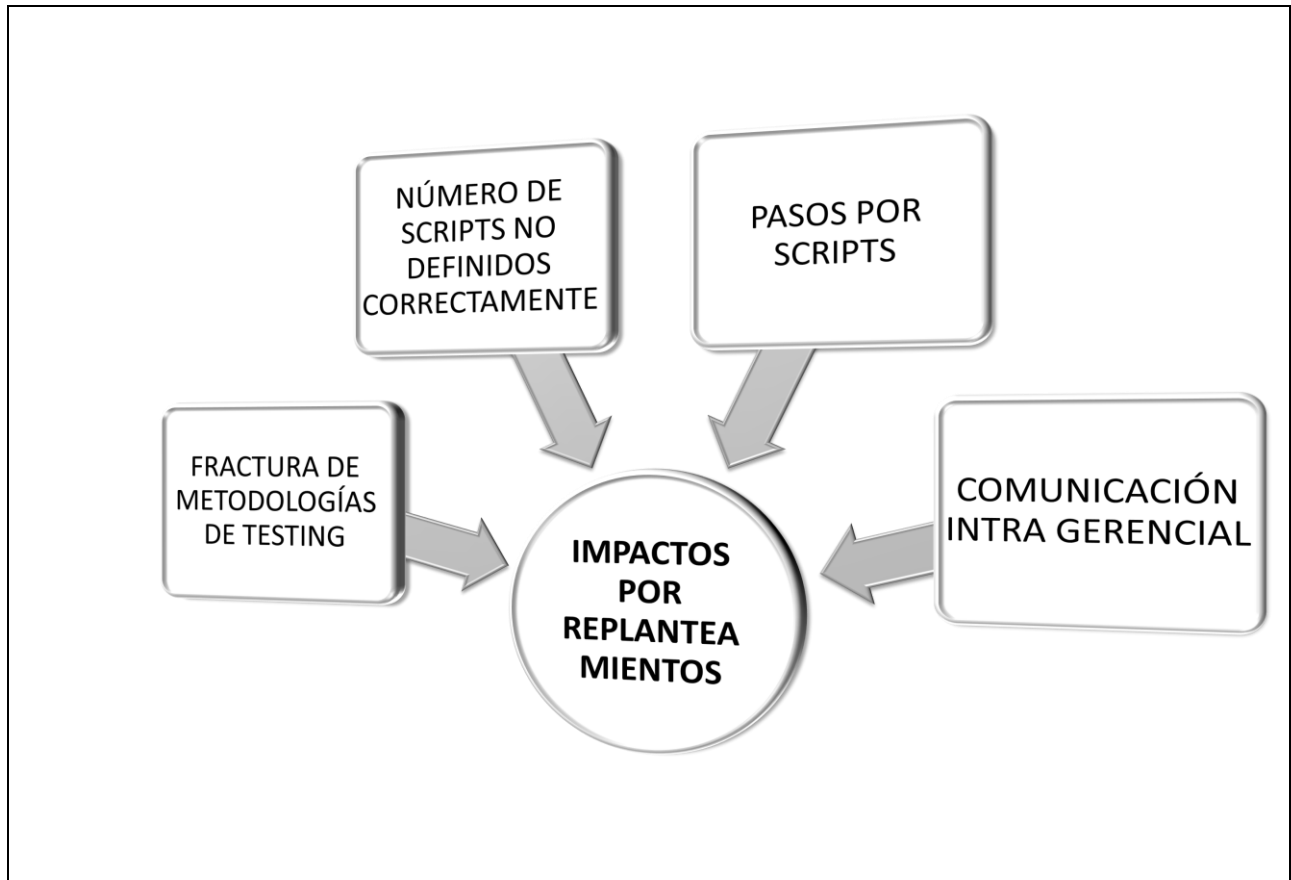 NÚMERO DE
SCRIPTS NO
DEFINIDOS
CORRECTAMENTE
PASOS POR
SCRIPTS
FRACTURA DE
METODOLOGÍAS
DE TESTING
COMUNICACIÓN
INTRA GERENCIAL
IMPACTOS
POR
REPLANTEA
MIENTOS